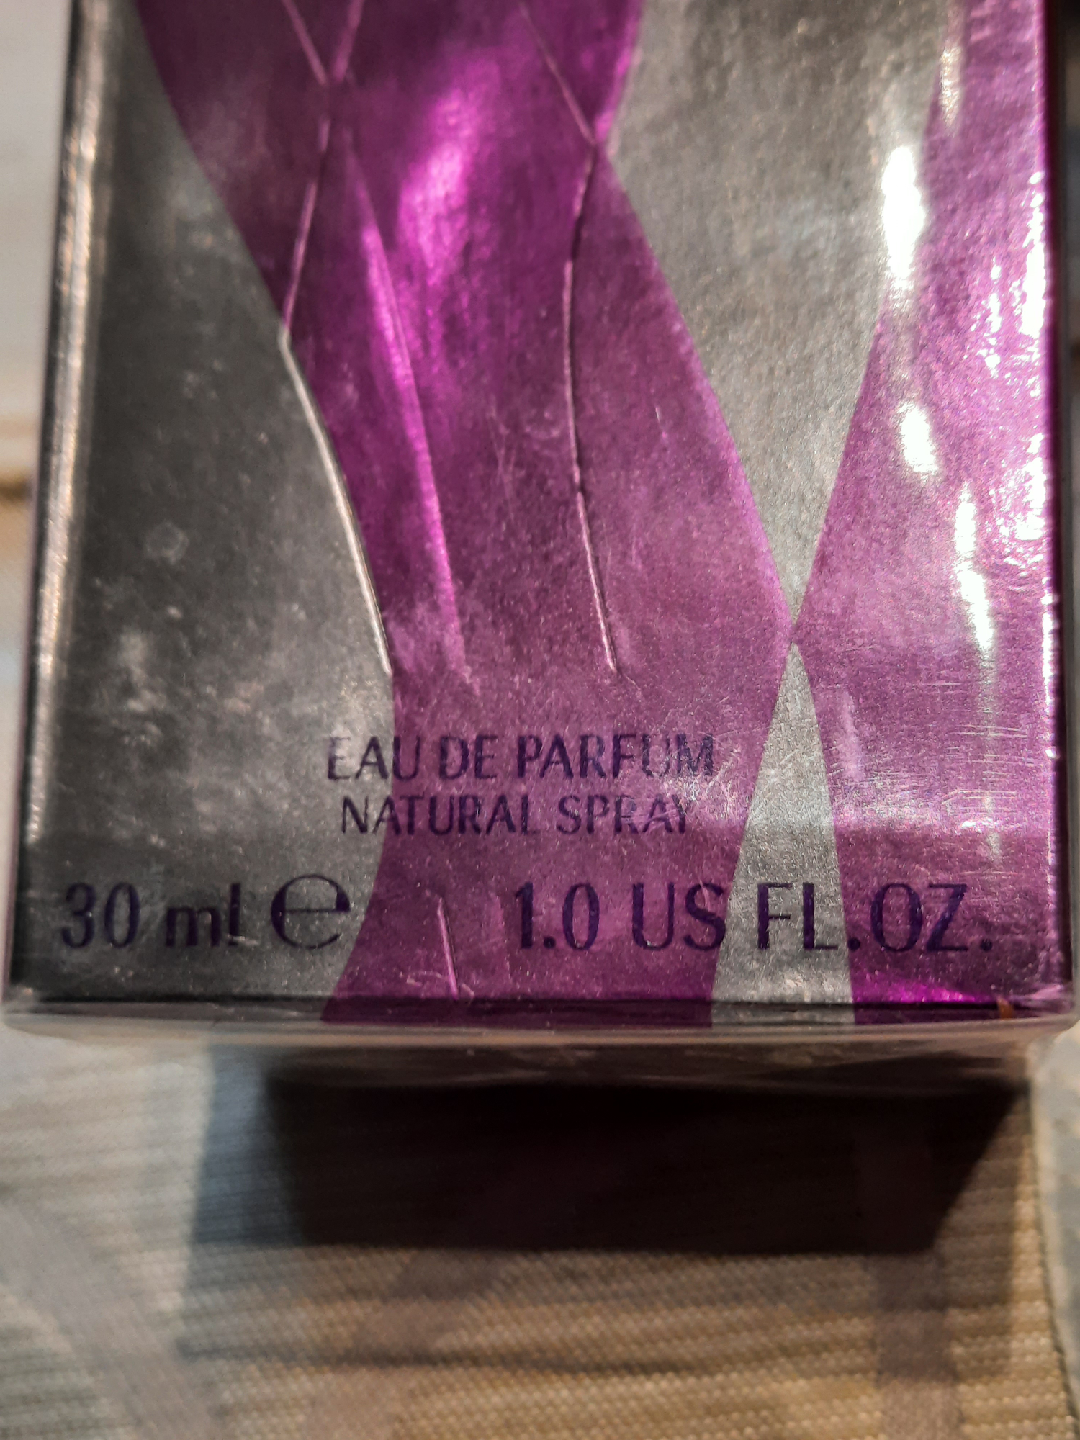 EAU DE PARFUM
NATURAL SPRAY
30 ml ℮ 1.0 US FL.OZ.